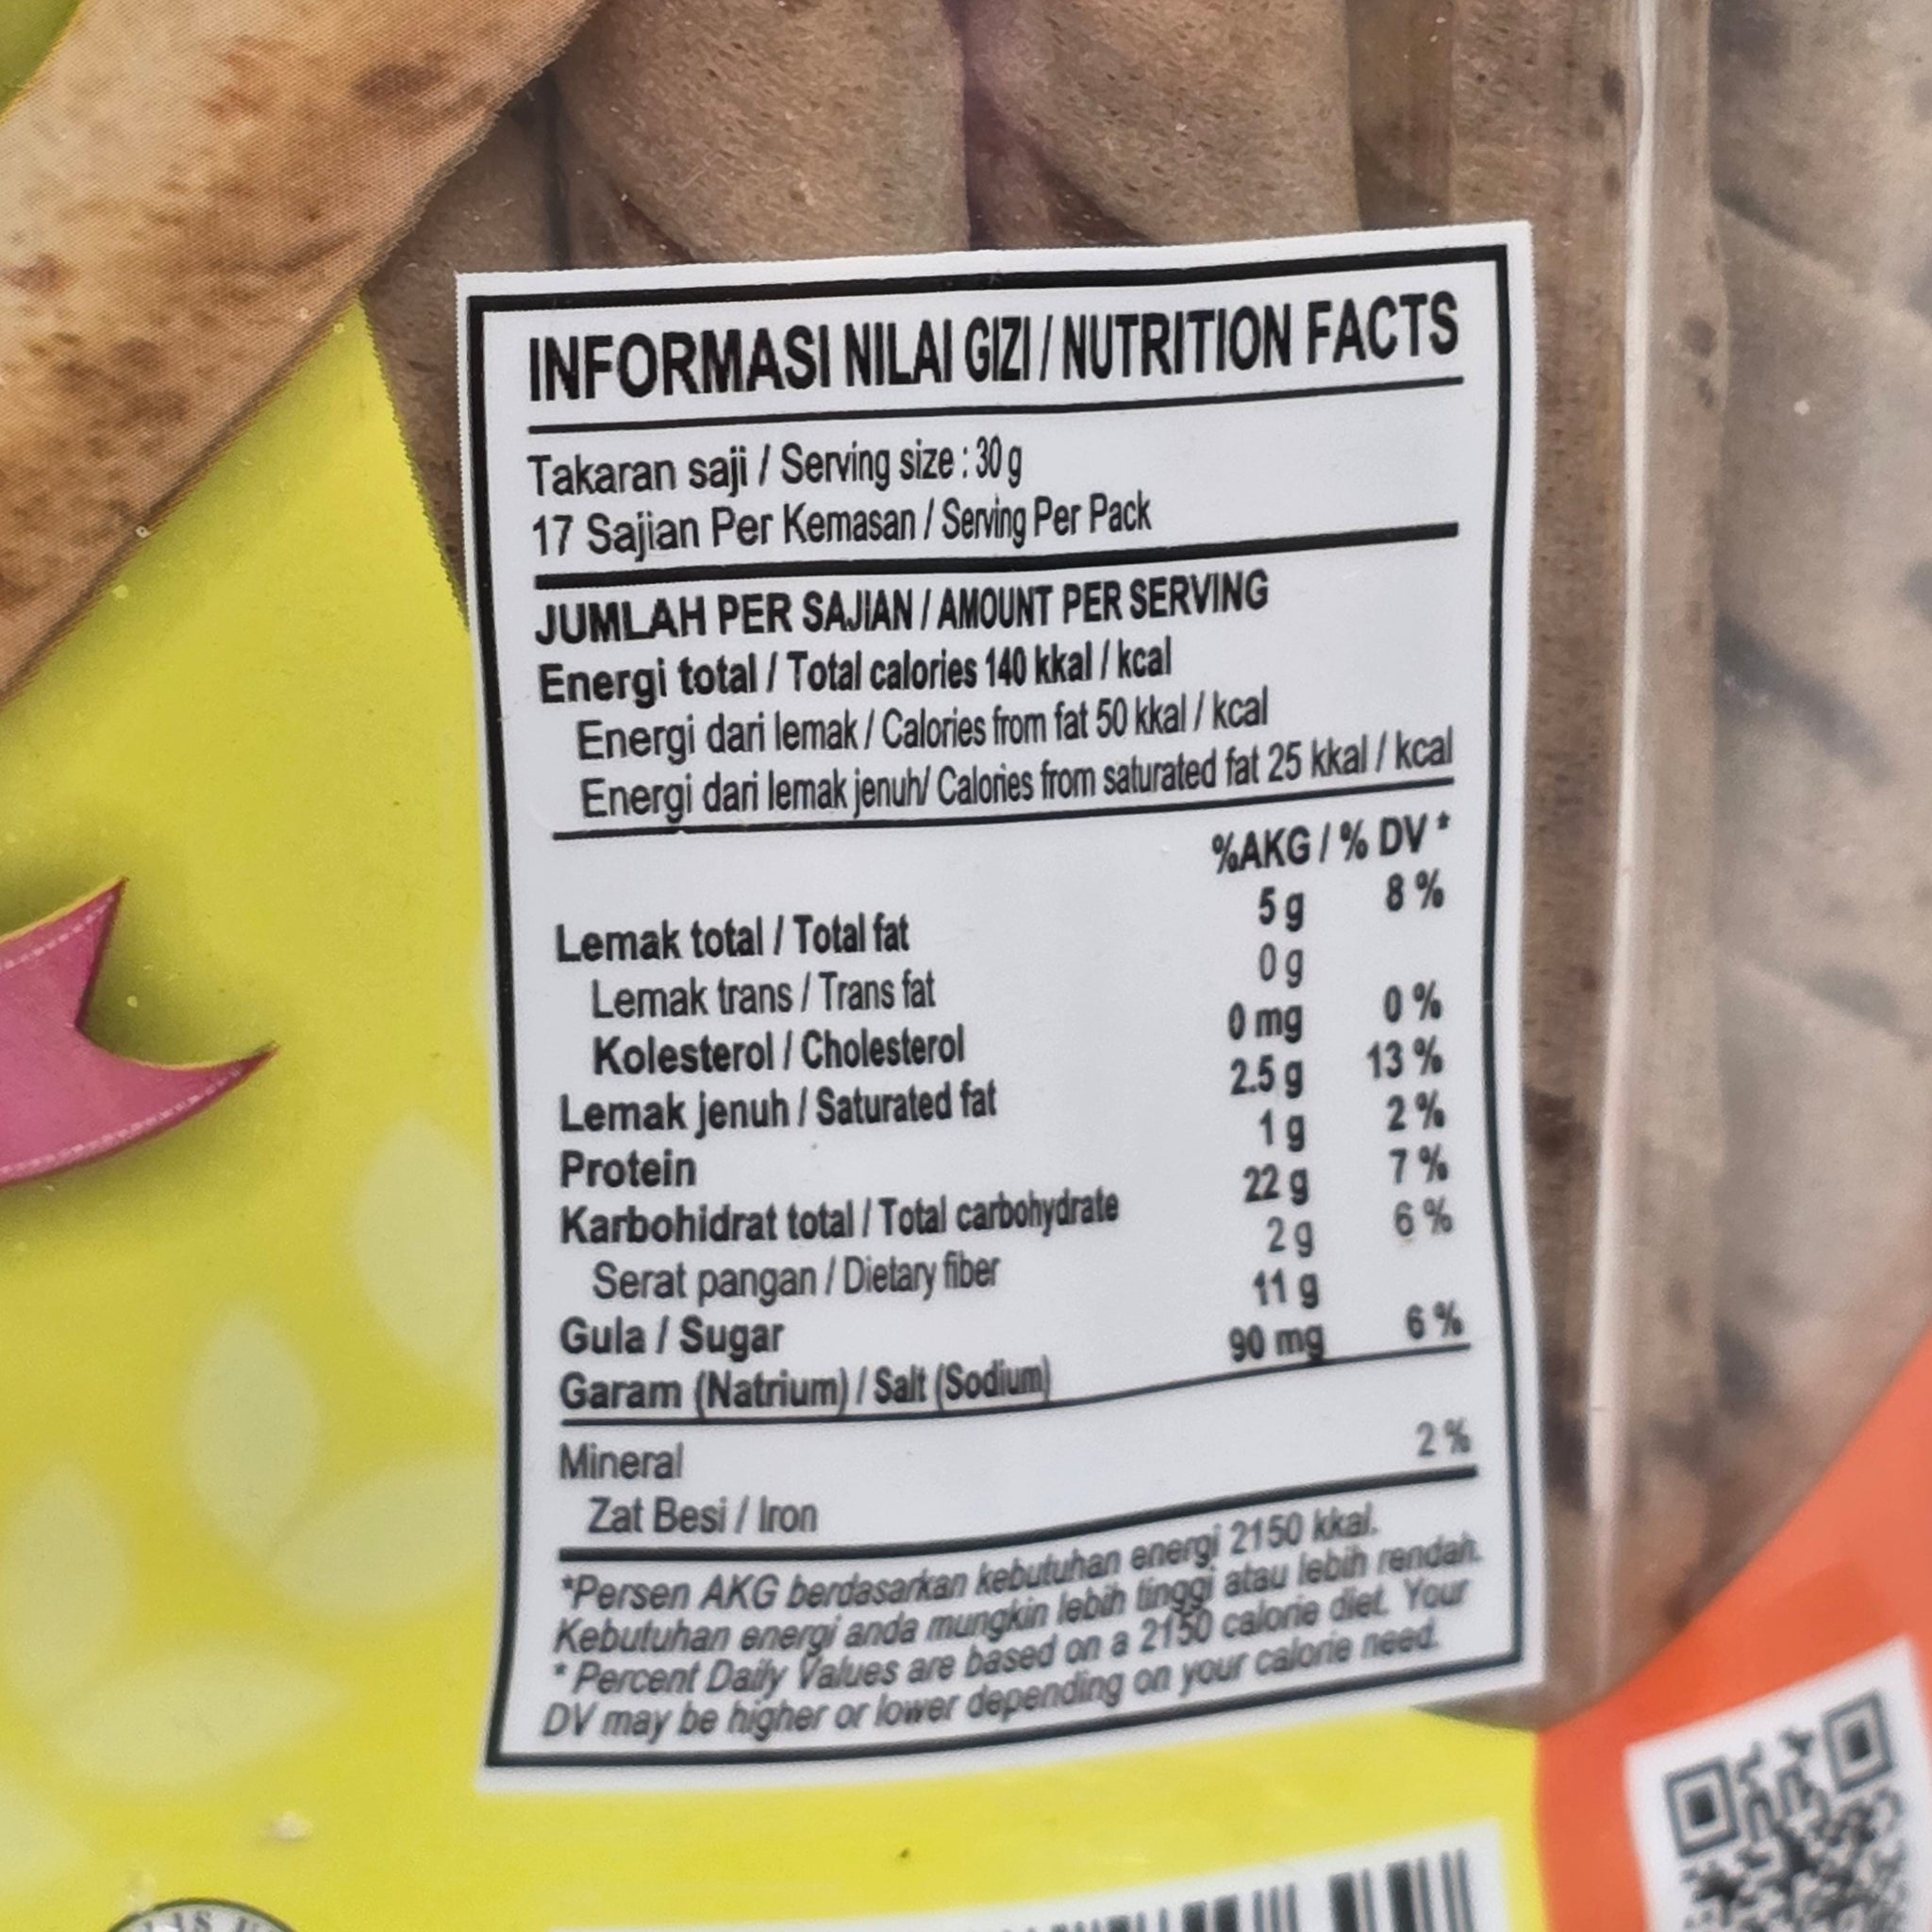 INFORMASI NILAI GIZI / NUTRITION FACTS
Takaran saji / Serving size : 30 g
17 Sajian Per Kemasan / Serving Per Pack
JUMLAH PER SAJIAN / AMOUNT PER SERVING
Energi total / Total calories 140 kkal / kcal
Energi dari lemak / Calories from fat 50 kkal / kcal
Energi dari lemak jenuh/ Calories from saturated fat 25 kkal / kcal
%AKG / % DV *
Lemak total / Total fat 5 g 8 %
Lemak trans / Trans fat 0 g
Kolesterol / Cholesterol 0 mg 0 %
Lemak jenuh / Saturated fat 2.5 g 13 %
Protein 1 g 2 %
Karbohidrat total / Total carbohydrate 22 g 7 %
Serat pangan / Dietary fiber 2 g 6 %
Gula / Sugar 11 g
Garam (Natrium) / Salt (Sodium) 90 mg 6 %
Mineral
Zat Besi / Iron 2 %
*Persen AKG berdasarkan kebutuhan energi 2150 kkal.
Kebutuhan energi anda mungkin lebih tinggi atau lebih rendah.
* Percent Daily Values are based on a 2150 calorie diet. Your
DV may be higher or lower depending on your calorie need.